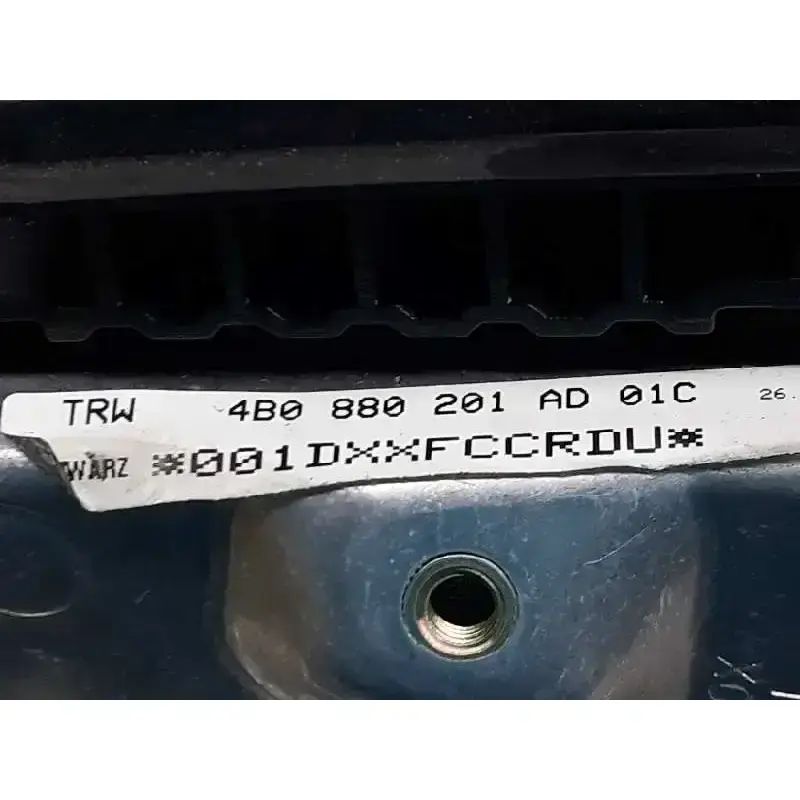 TRW 4B0 880 201 AD 01C 26.
WARZ *001DXXFCCRDU*